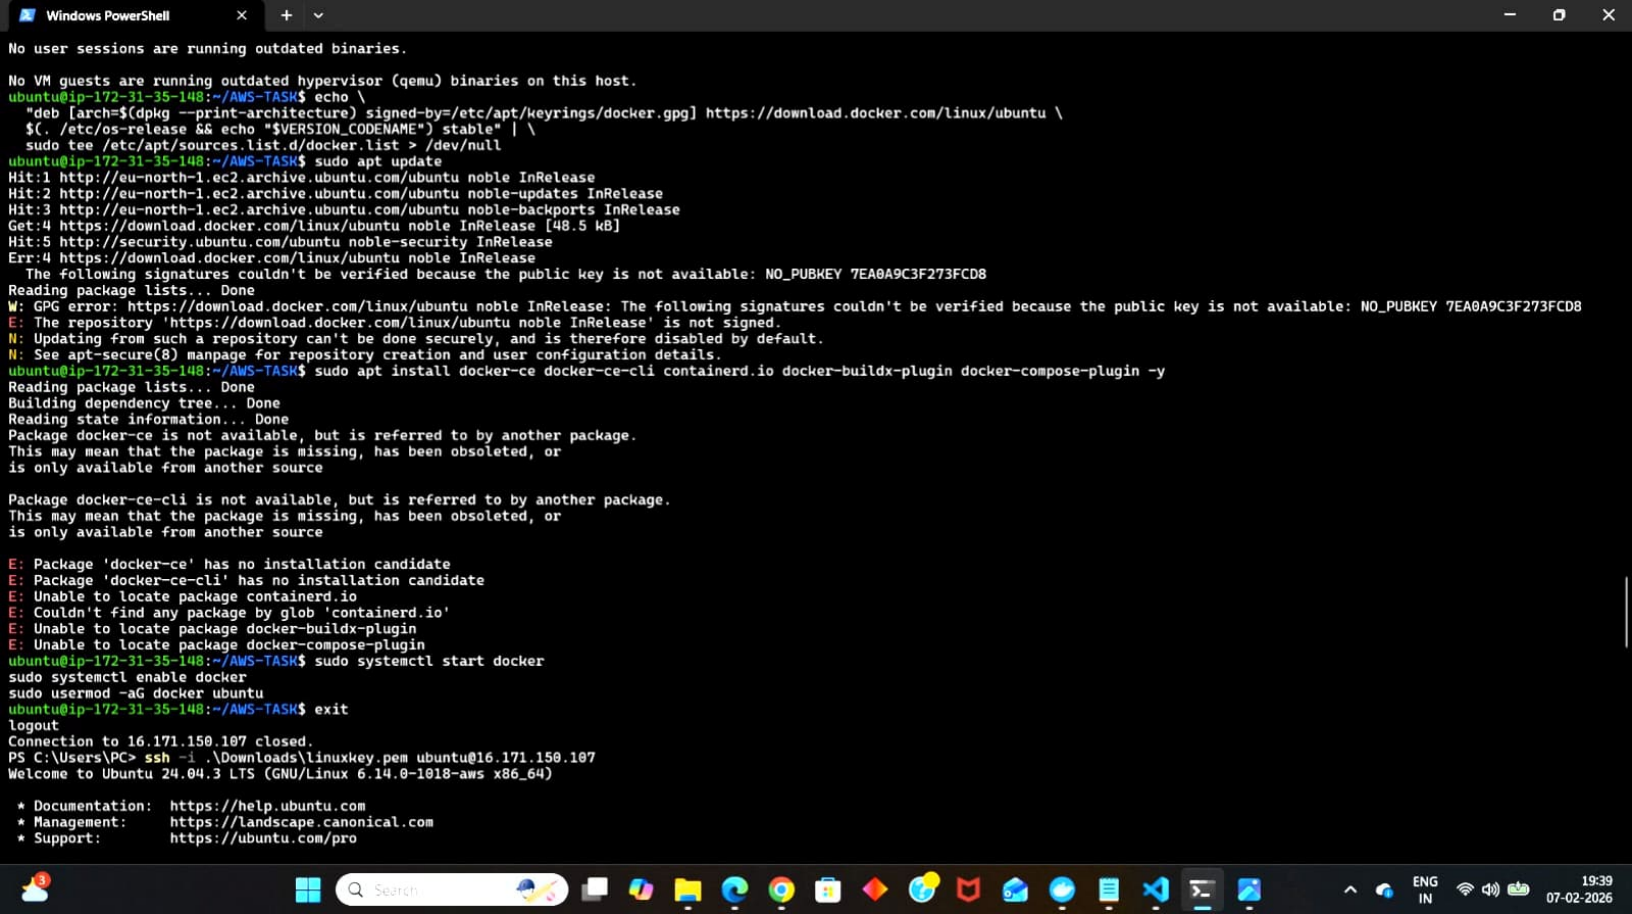 Windows PowerShell
No user sessions are running outdated binaries.
No VM guests are running outdated hypervisor (qemu) binaries on this host.
ubuntu@ip-172-31-35-148:~/AWS-TASK$ echo \
"deb [arch=$(dpkg --print-architecture) signed-by=/etc/apt/keyrings/docker.gpg] https://download.docker.com/linux/ubuntu \
$(. /etc/os-release && echo "$VERSION_CODENAME") stable" | \
sudo tee /etc/apt/sources.list.d/docker.list > /dev/null
ubuntu@ip-172-31-35-148:~/AWS-TASK$ sudo apt update
Hit:1 http://eu-north-1.ec2.archive.ubuntu.com/ubuntu noble InRelease
Hit:2 http://eu-north-1.ec2.archive.ubuntu.com/ubuntu noble-updates InRelease
Hit:3 http://eu-north-1.ec2.archive.ubuntu.com/ubuntu noble-backports InRelease
Get:4 https://download.docker.com/linux/ubuntu noble InRelease [48.5 kB]
Hit:5 http://security.ubuntu.com/ubuntu noble-security InRelease
Err:4 https://download.docker.com/linux/ubuntu noble InRelease
The following signatures couldn't be verified because the public key is not available: NO_PUBKEY 7EA0A9C3F273FCD8
Reading package lists... Done
W: GPG error: https://download.docker.com/linux/ubuntu noble InRelease: The following signatures couldn't be verified because the public key is not available: NO_PUBKEY 7EA0A9C3F273FCD8
E: The repository 'https://download.docker.com/linux/ubuntu noble InRelease' is not signed.
N: Updating from such a repository can't be done securely, and is therefore disabled by default.
N: See apt-secure(8) manpage for repository creation and user configuration details.
ubuntu@ip-172-31-35-148:~/AWS-TASK$ sudo apt install docker-ce docker-ce-cli containerd.io docker-buildx-plugin docker-compose-plugin -y
Reading package lists... Done
Building dependency tree... Done
Reading state information... Done
Package docker-ce is not available, but is referred to by another package.
This may mean that the package is missing, has been obsoleted, or
is only available from another source
Package docker-ce-cli is not available, but is referred to by another package.
This may mean that the package is missing, has been obsoleted, or
is only available from another source
E: Package 'docker-ce' has no installation candidate
E: Package 'docker-ce-cli' has no installation candidate
E: Unable to locate package containerd.io
E: Couldn't find any package by glob 'containerd.io'
E: Unable to locate package docker-buildx-plugin
E: Unable to locate package docker-compose-plugin
ubuntu@ip-172-31-35-148:~/AWS-TASK$ sudo systemctl start docker
sudo systemctl enable docker
sudo usermod -aG docker ubuntu
ubuntu@ip-172-31-35-148:~/AWS-TASK$ exit
logout
Connection to 16.171.150.107 closed.
PS C:\Users\PC> ssh -i .\Downloads\linuxkey.pem ubuntu@16.171.150.107
Welcome to Ubuntu 24.04.3 LTS (GNU/Linux 6.14.0-1018-aws x86_64)
* Documentation: https://help.ubuntu.com
* Management: https://landscape.canonical.com
* Support: https://ubuntu.com/pro
3
Search
ENG
IN
19:39
07-02-2026